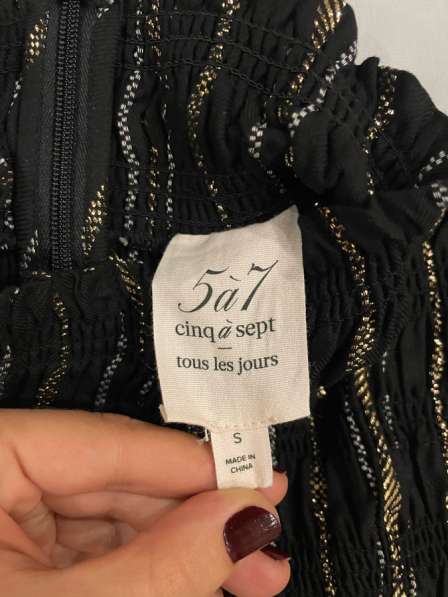 5à7
cinq à sept
tous les jours
S
MADE IN
CHINA